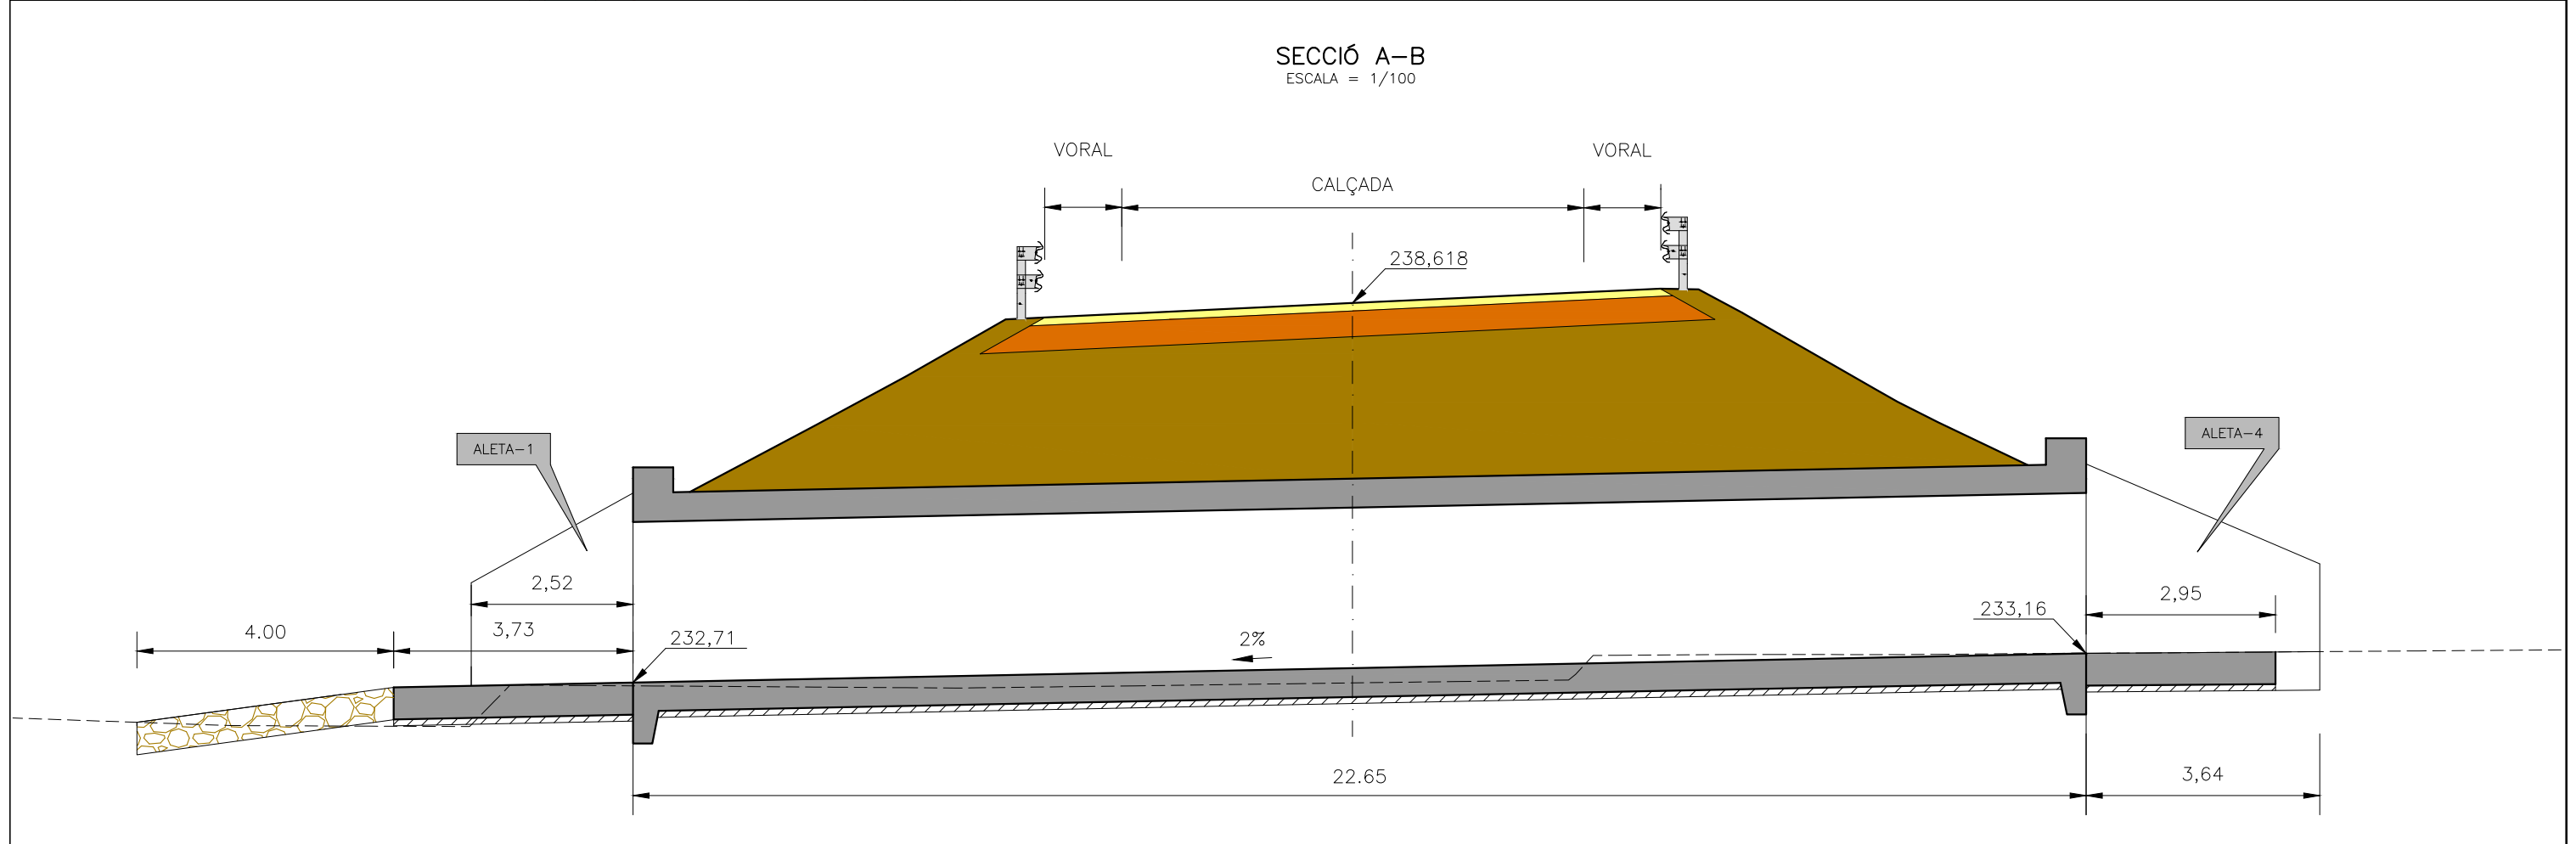 SECCIÓ A-B
ESCALA = 1/100
VORAL
VORAL
CALÇADA
238,618
ALETA-4
ALETA-1
2,52
2,95
233,16
4.00
3,73
232,71
2%
22.65
3,64